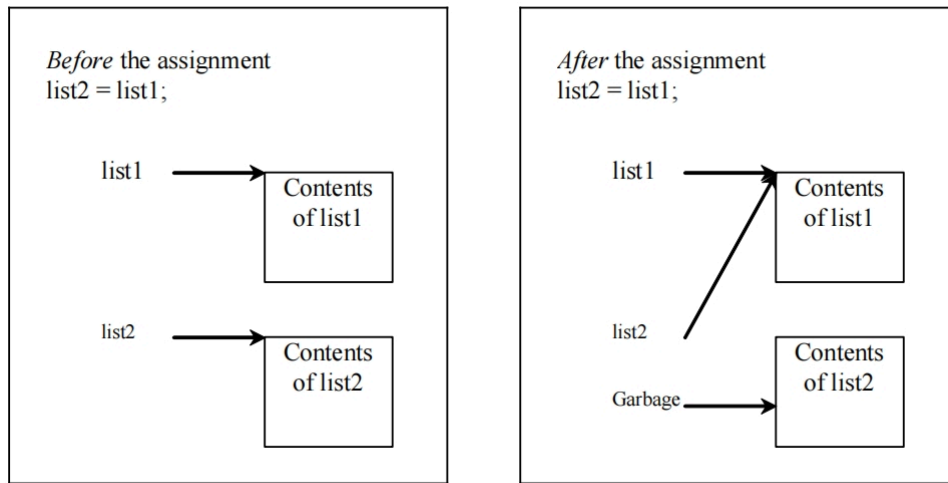 Before the assignment
list2 = list1;
list1
Contents
of list1
list2
Contents
of list2
After the assignment
list2 = list1;
list1
Contents
of list1
list2
Contents
of list2
Garbage